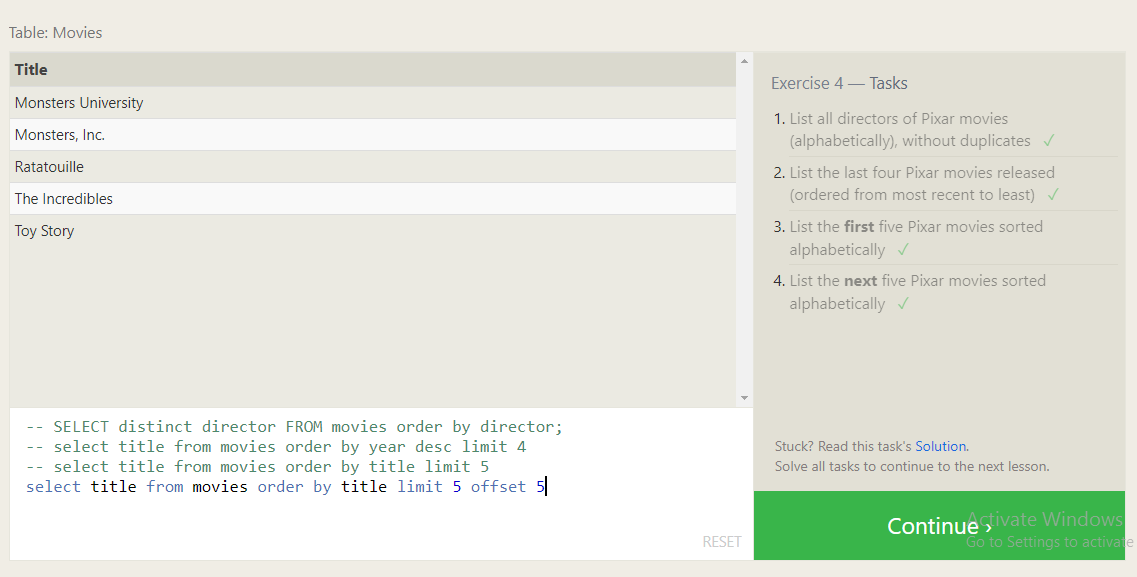 Table: Movies
Title
Monsters University
Monsters, Inc.
Ratatouille
The Incredibles
Toy Story
-- SELECT distinct director FROM movies order by director;
-- select title from movies order by year desc limit 4
-- select title from movies order by title limit 5
select title from movies order by title limit 5 offset 5
RESET
Exercise 4 — Tasks
1. List all directors of Pixar movies
(alphabetically), without duplicates ✓
2. List the last four Pixar movies released
(ordered from most recent to least) ✓
3. List the first five Pixar movies sorted
alphabetically ✓
4. List the next five Pixar movies sorted
alphabetically ✓
Stuck? Read this task's Solution.
Solve all tasks to continue to the next lesson.
Continue ›
Activate Windows
Go to Settings to activate